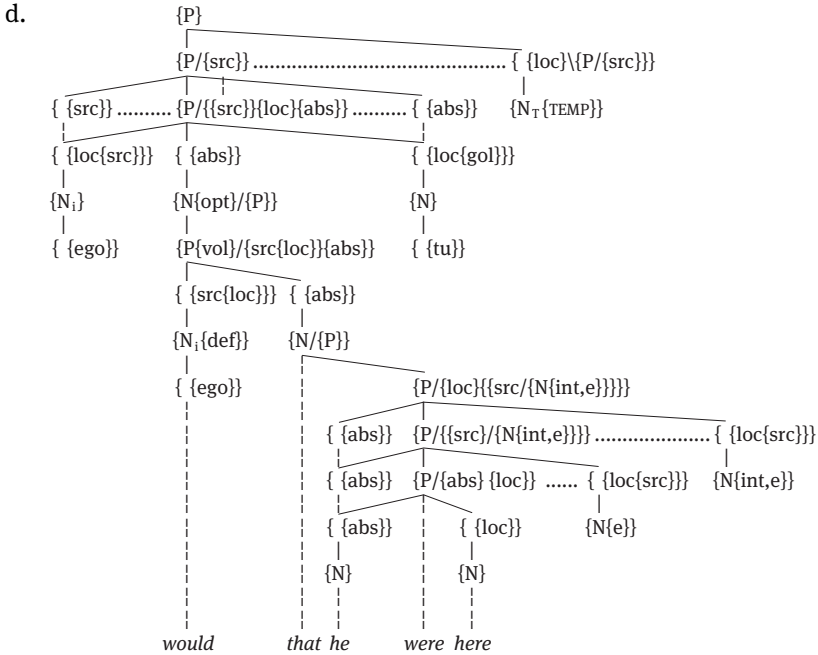 d.
{P}
{P/{src}} ................................................ { {loc}\{P/{src}}}
{ {src}} .......... {P/{{src}}{loc}{abs}} .......... { {abs}} {N_T{TEMP}}
{ {loc{src}}} { {abs}} { {loc{gol}}}
{N_i} {N{opt}/{P}} {N}
{ {ego}} {P{vol}/{src{loc}}{abs}} { {tu}}
{ {src{loc}}} { {abs}}
{N_i{def}} {N/{P}}
{ {ego}} {P/{loc}{{src/{N{int,e}}}}}
{ {abs}} {P/{{src}/{N{int,e}}}} ...................... { {loc{src}}}
{ {abs}} {P/{abs} {loc}} ...... { {loc{src}}} {N{int,e}}
{ {abs}} { {loc}} {N{e}}
{N} {N}
would that he were here